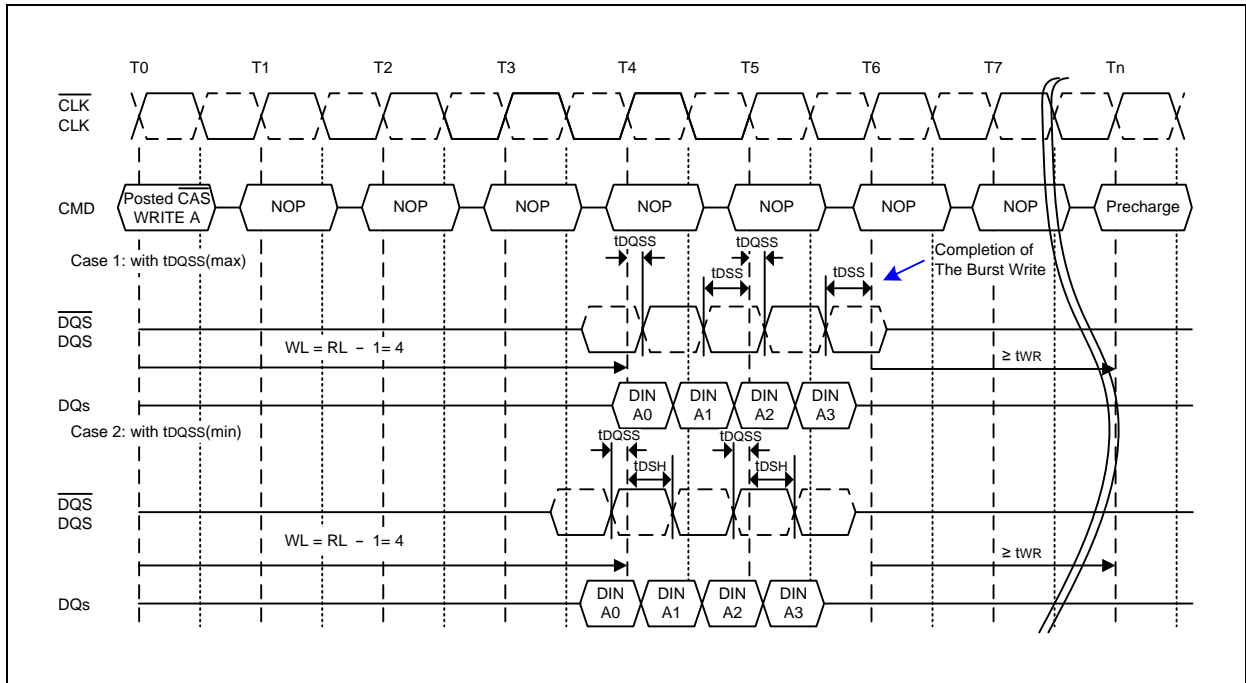 T0 T1 T2 T3 T4 T5 T6 T7 Tn
CLK
CLK
CMD
Posted CAS
WRITE A
NOP NOP NOP NOP NOP NOP NOP Precharge
tDQSS tDQSS
Case 1: with tDQSS(max)
Completion of
The Burst Write
tDSS tDSS
DQS
DQS
WL = RL − 1= 4
≥ tWR
DQs
DIN DIN DIN DIN
A0 A1 A2 A3
Case 2: with tDQSS(min)
tDQSS tDQSS
tDSH tDSH
DQS
DQS
WL = RL − 1= 4
≥ tWR
DQs
DIN DIN DIN DIN
A0 A1 A2 A3